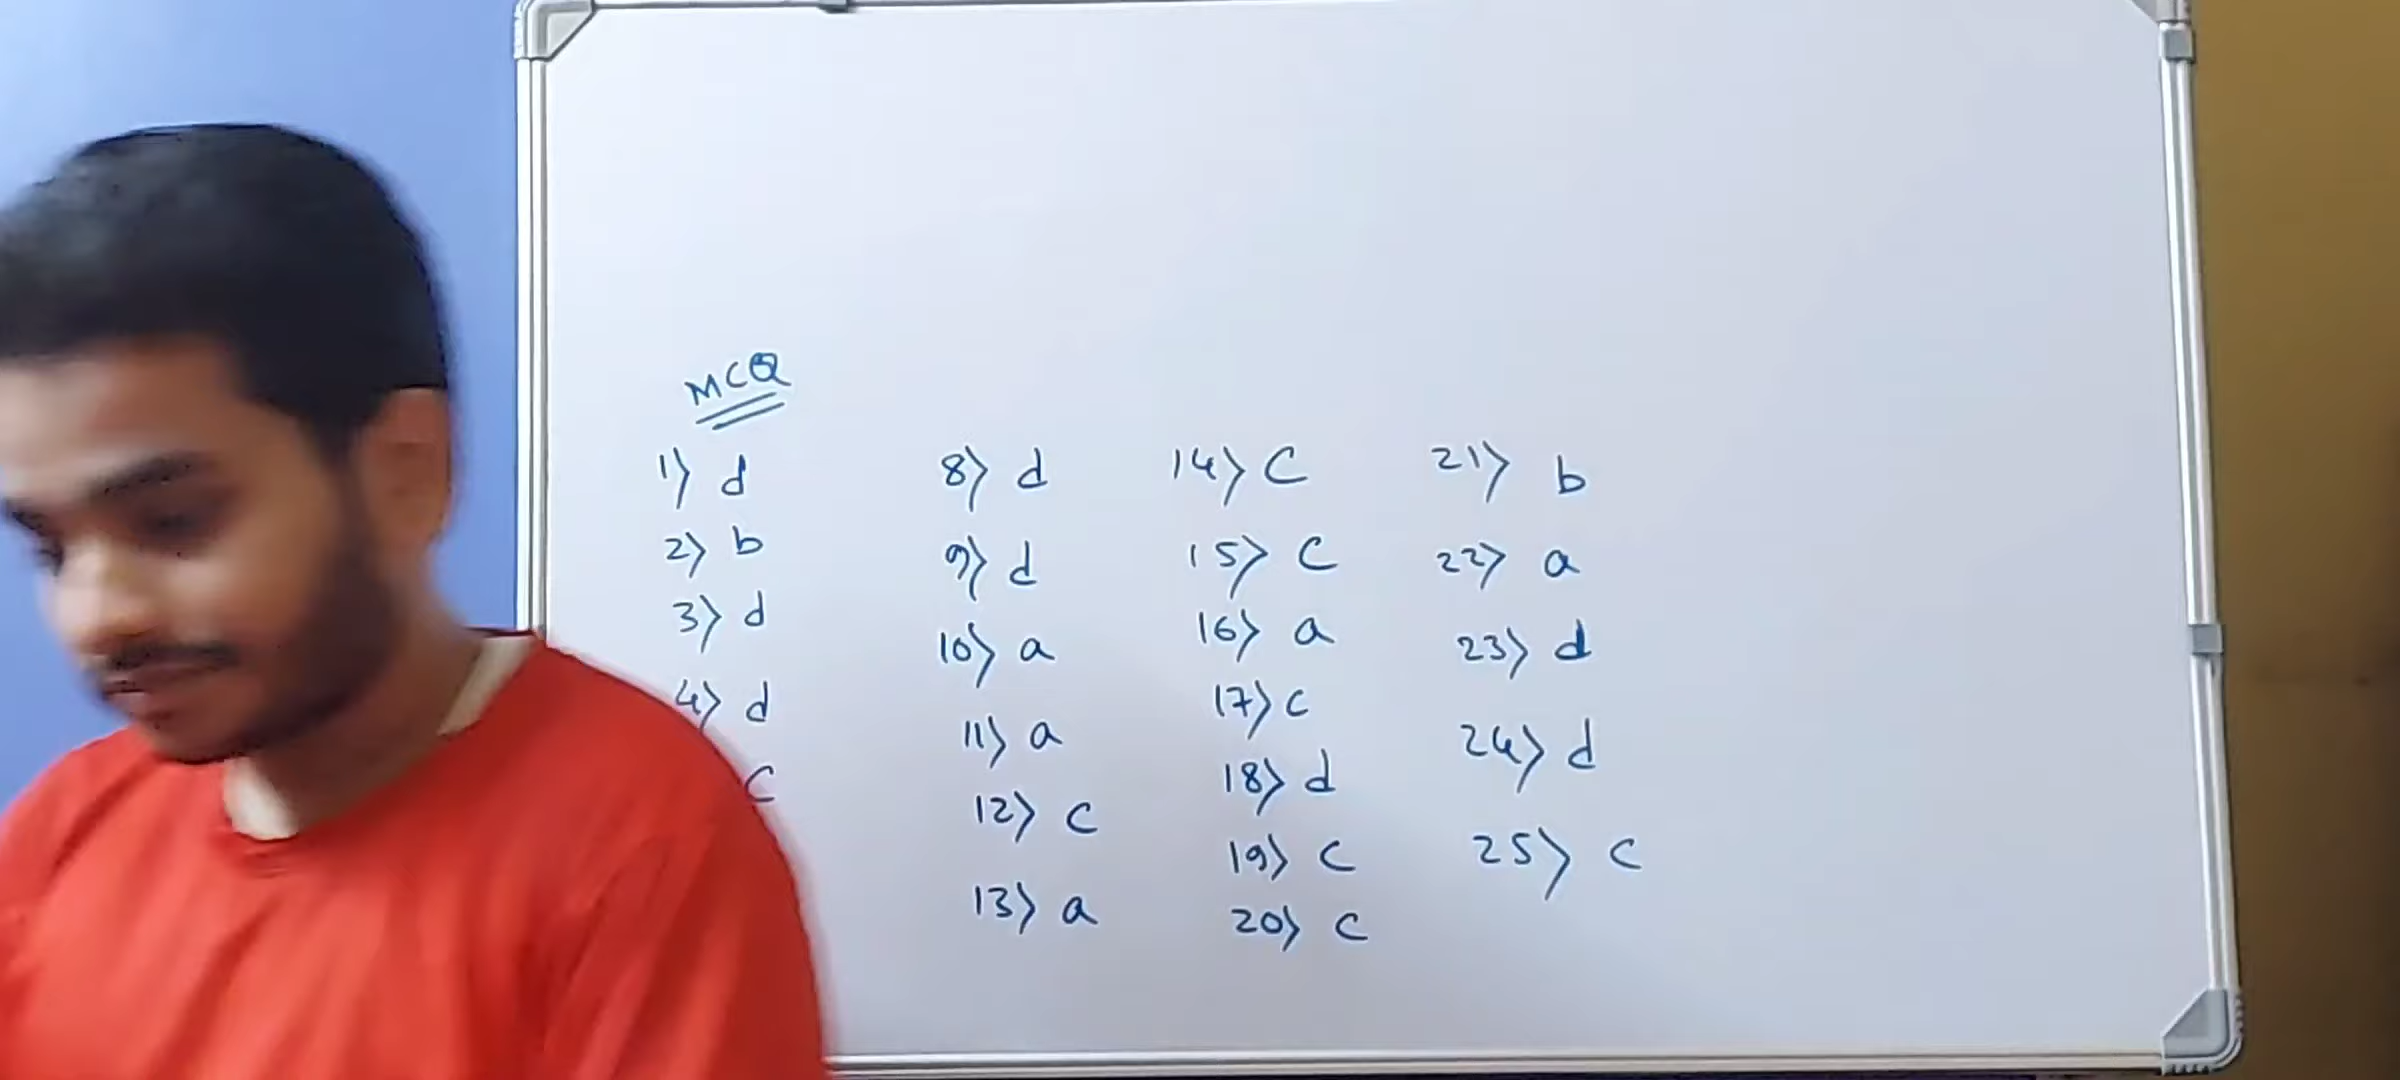 MCQ
1) d
2) b
3) d
4) d
c
8) d
9) d
10) a
11) a
12) c
13) a
14) C
15) C
16) a
17) c
18) d
19) c
20) c
21) b
22) a
23) d
24) d
25) c